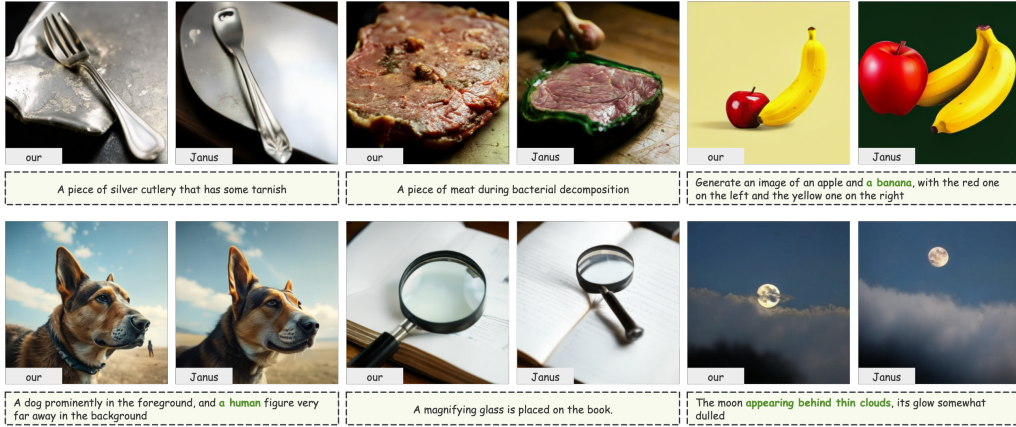 our
Janus
our
Janus
our
Janus
A piece of silver cutlery that has some tarnish
A piece of meat during bacterial decomposition
Generate an image of an apple and a banana, with the red one
on the left and the yellow one on the right
our
Janus
our
Janus
our
Janus
A dog prominently in the foreground, and a human figure very
far away in the background
A magnifying glass is placed on the book.
The moon appearing behind thin clouds, its glow somewhat
dulled